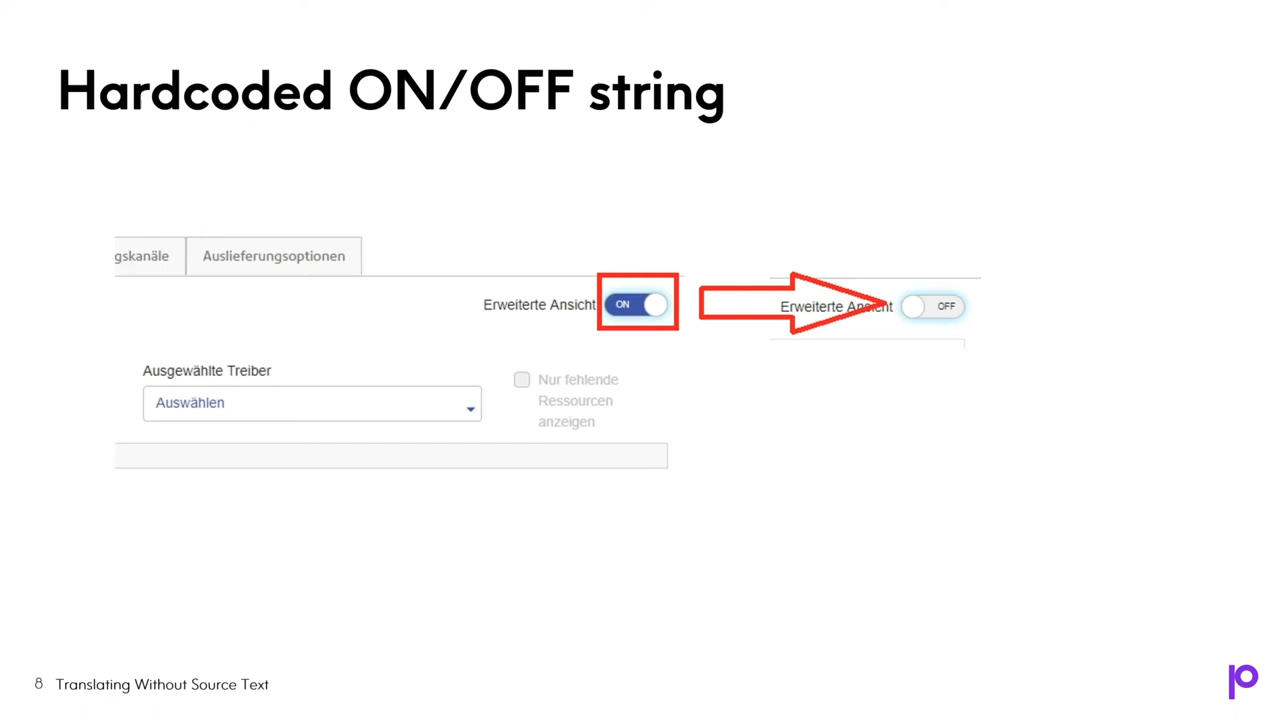 Hardcoded ON/OFF string
gskanäle
Auslieferungsoptionen
Erweiterte Ansicht
ON
Erweiterte Ansicht
OFF
Ausgewählte Treiber
Auswählen
Nur fehlende
Ressourcen
anzeigen
8
Translating Without Source Text